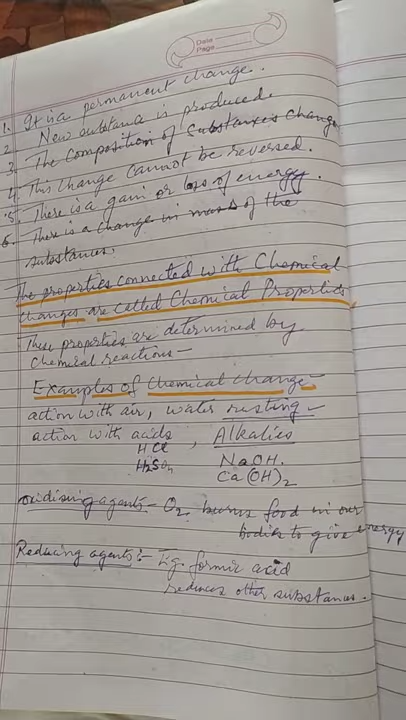 Date
Page
1. It is a permanent change.
2. New substance is produced.
3. The composition of substances change
4. This Change cannot be reversed.
5. There is a gain or loss of energy.
6. There is a change in mass of the
substances.
The properties connected with Chemical
changes are called Chemical Properties
These properties are determined by
Chemical reactions -
Examples of Chemical change -
action with air, water rusting -
action with acids, Alkalies
HCl NaOH.
H2SO4 Ca(OH)2
oxidising agents - O2 burns food in our
bodies to give energy
Reducing agents :- Eg. formic acid
reduces other substances.